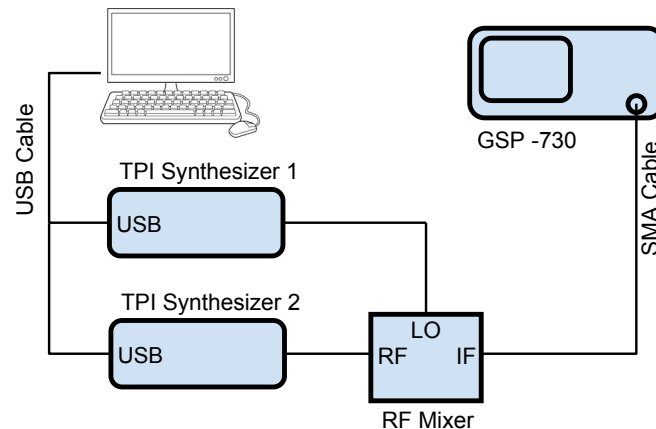 USB Cable
GSP -730
SMA Cable
TPI Synthesizer 1
USB
TPI Synthesizer 2
USB
LO
RF IF
RF Mixer